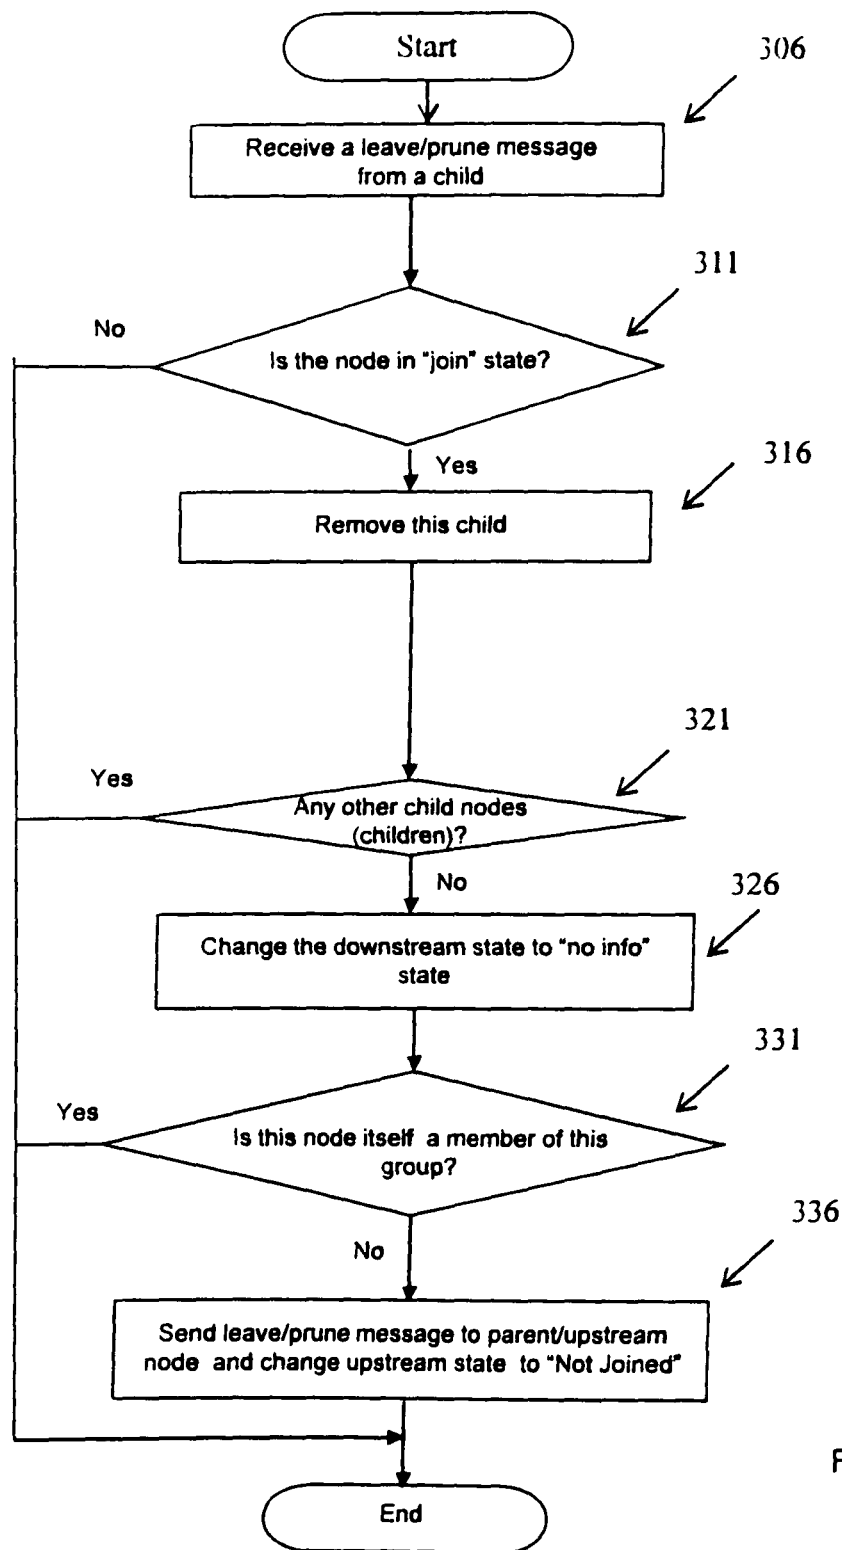 Start
306
Receive a leave/prune message
from a child
311
No
Is the node in "join" state?
Yes
316
Remove this child
321
Yes
Any other child nodes
(children)?
No
326
Change the downstream state to "no info"
state
331
Yes
Is this node itself a member of this
group?
336
No
Send leave/prune message to parent/upstream
node and change upstream state to "Not Joined"
F
End